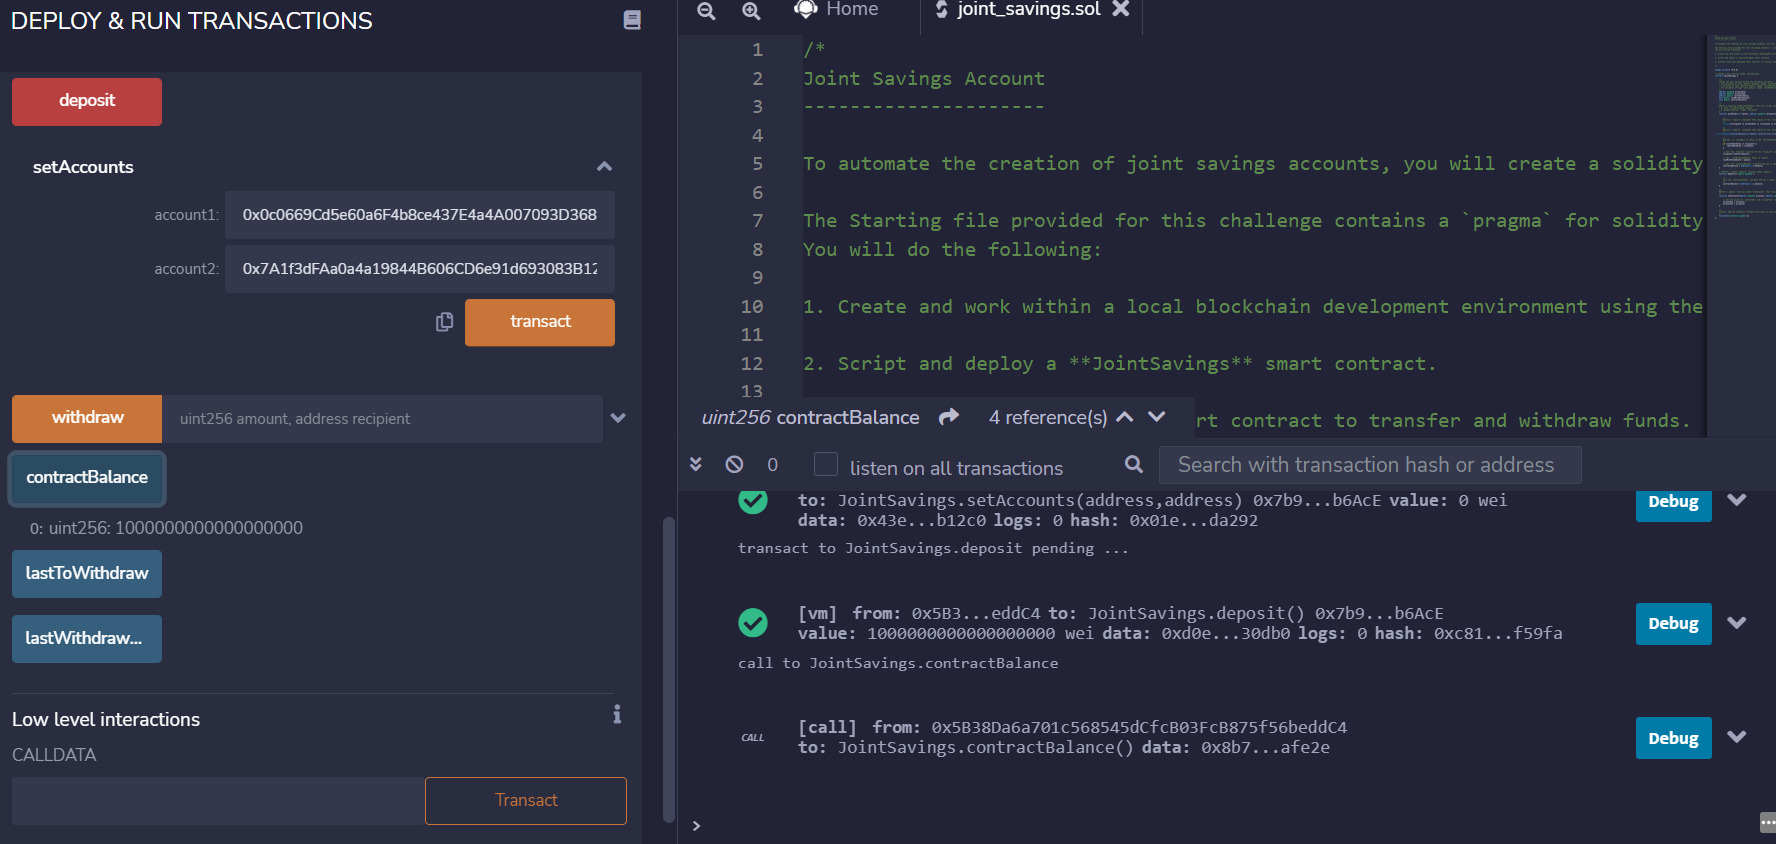 DEPLOY & RUN TRANSACTIONS
deposit
setAccounts
account1: 0x0c0669Cd5e60a6F4b8ce437E4a4A007093D368
account2: 0x7A1f3dFAa0a4a19844B606CD6e91d693083B12
transact
withdraw uint256 amount, address recipient
contractBalance
0: uint256: 1000000000000000000
lastToWithdraw
lastWithdraw...
Low level interactions
CALLDATA
Transact
Home joint_savings.sol
1 /*
2 Joint Savings Account
3 ---------------------
4
5 To automate the creation of joint savings accounts, you will create a solidity
6
7 The Starting file provided for this challenge contains a `pragma` for solidity
8 You will do the following:
9
10 1. Create and work within a local blockchain development environment using the
11
12 2. Script and deploy a **JointSavings** smart contract.
13
uint256 contractBalance 4 reference(s) rt contract to transfer and withdraw funds.
0 listen on all transactions Search with transaction hash or address
to: JointSavings.setAccounts(address,address) 0x7b9...b6AcE value: 0 wei
data: 0x43e...b12c0 logs: 0 hash: 0x01e...da292
Debug
transact to JointSavings.deposit pending ...
[vm] from: 0x5B3...eddC4 to: JointSavings.deposit() 0x7b9...b6AcE
value: 1000000000000000000 wei data: 0xd0e...30db0 logs: 0 hash: 0xc81...f59fa
Debug
call to JointSavings.contractBalance
CALL [call] from: 0x5B38Da6a701c568545dCfcB03FcB875f56beddC4
to: JointSavings.contractBalance() data: 0x8b7...afe2e
Debug
>